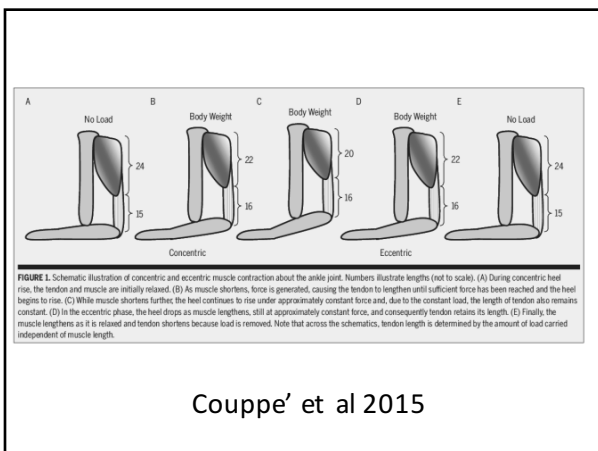 A B C D E
No Load Body Weight Body Weight Body Weight No Load
24 22 20 22 24
15 16 16 16 15
Concentric Eccentric
FIGURE 1. Schematic illustration of concentric and eccentric muscle contraction about the ankle joint. Numbers illustrate lengths (not to scale). (A) During concentric heel
rise, the tendon and muscle are initially relaxed. (B) As muscle shortens, force is generated, causing the tendon to lengthen until sufficient force has been reached and the heel
begins to rise. (C) While muscle shortens further, the heel continues to rise under approximately constant force and, due to the constant load, the length of tendon also remains
constant. (D) In the eccentric phase, the heel drops as muscle lengthens, still at approximately constant force, and consequently tendon retains its length. (E) Finally, the
muscle lengthens as it is relaxed and tendon shortens because load is removed. Note that across the schematics, tendon length is determined by the amount of load carried
independent of muscle length.
Couppe’ et al 2015